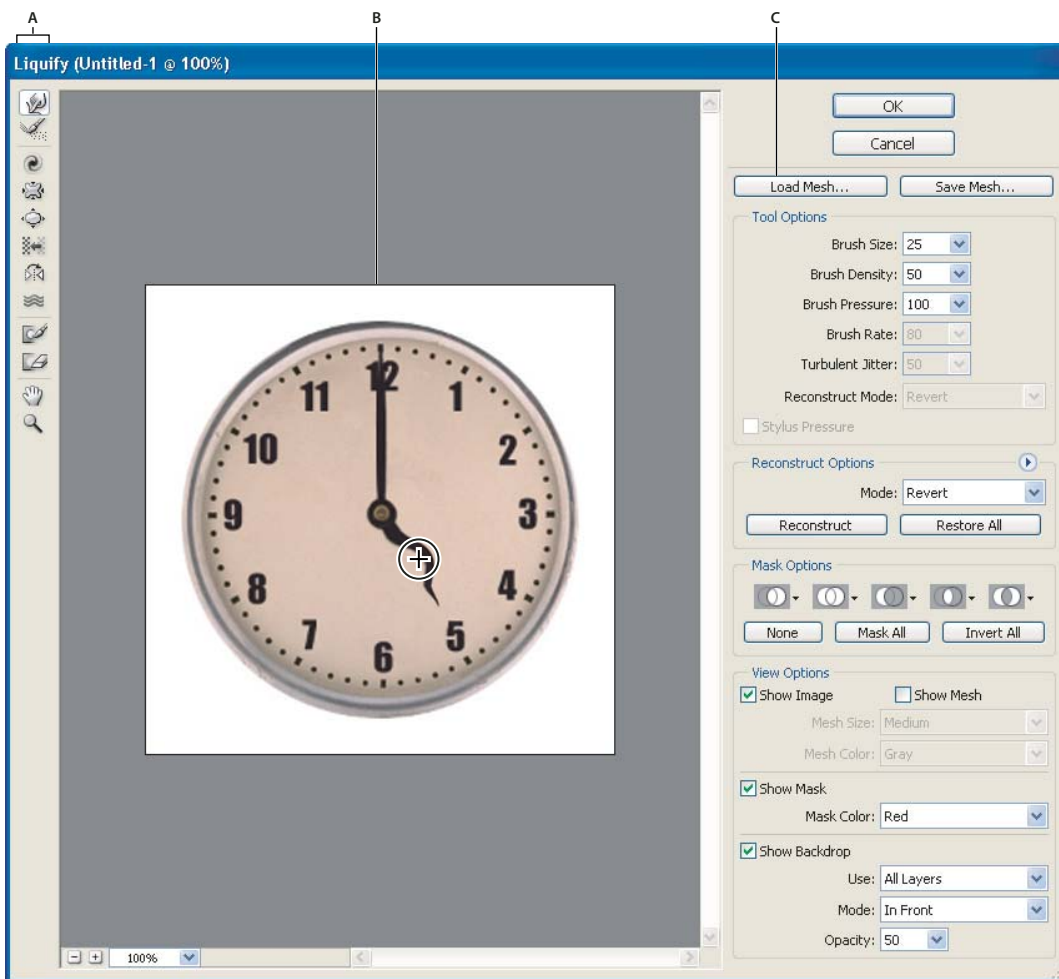 A B C
Liquify (Untitled-1 @ 100%)
OK
Cancel
Load Mesh... Save Mesh...
Tool Options
Brush Size: 25
Brush Density: 50
Brush Pressure: 100
Brush Rate: 80
Turbulent Jitter: 50
Reconstruct Mode: Revert
Stylus Pressure
Reconstruct Options
Mode: Revert
Reconstruct Restore All
Mask Options
None Mask All Invert All
View Options
Show Image Show Mesh
Mesh Size: Medium
Mesh Color: Gray
Show Mask
Mask Color: Red
Show Backdrop
Use: All Layers
Mode: In Front
Opacity: 50
12
11 1
10 2
9 3
8 4
7 5
6
100%